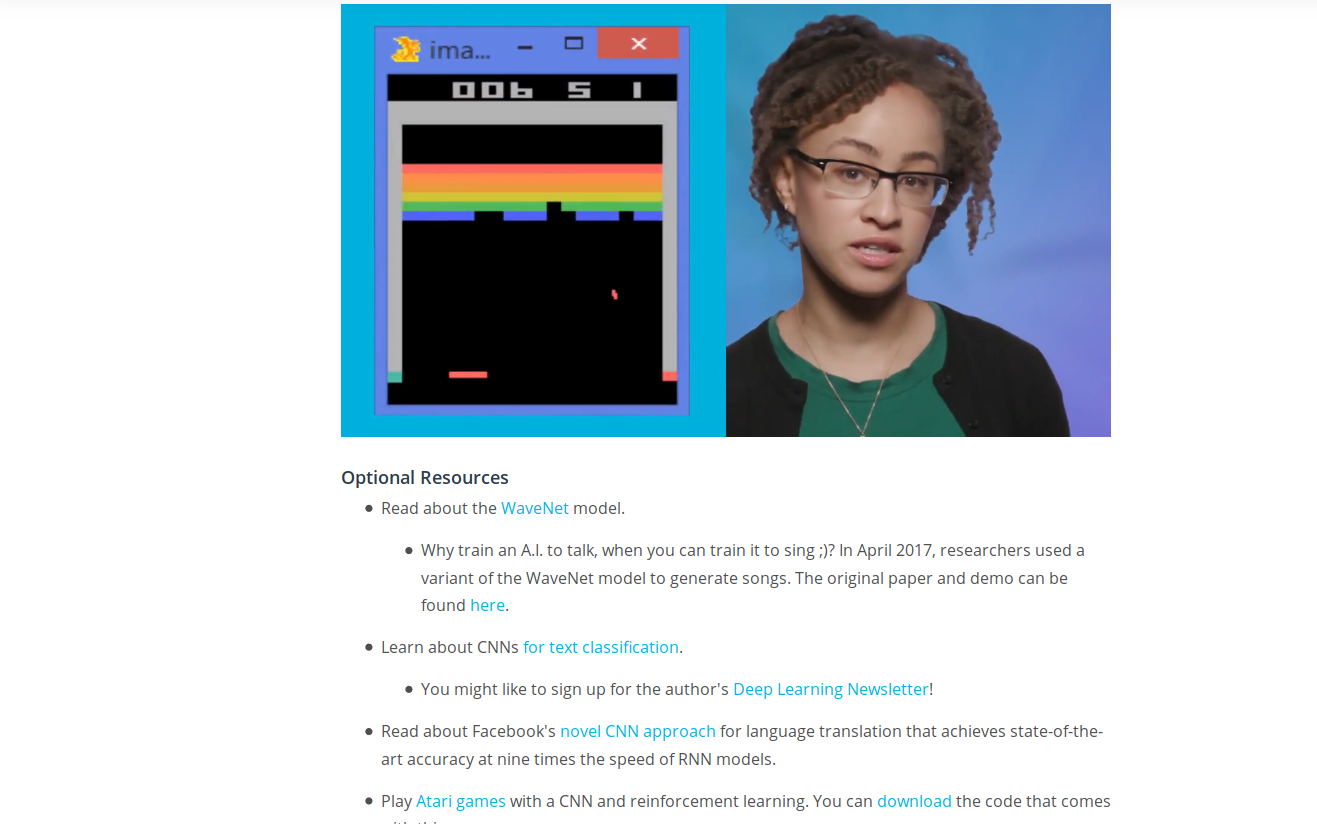 ima...
006 5 1
Optional Resources
Read about the WaveNet model.
Why train an A.I. to talk, when you can train it to sing ;)? In April 2017, researchers used a
variant of the WaveNet model to generate songs. The original paper and demo can be
found here.
Learn about CNNs for text classification.
You might like to sign up for the author's Deep Learning Newsletter!
Read about Facebook's novel CNN approach for language translation that achieves state-of-the-
art accuracy at nine times the speed of RNN models.
Play Atari games with a CNN and reinforcement learning. You can download the code that comes